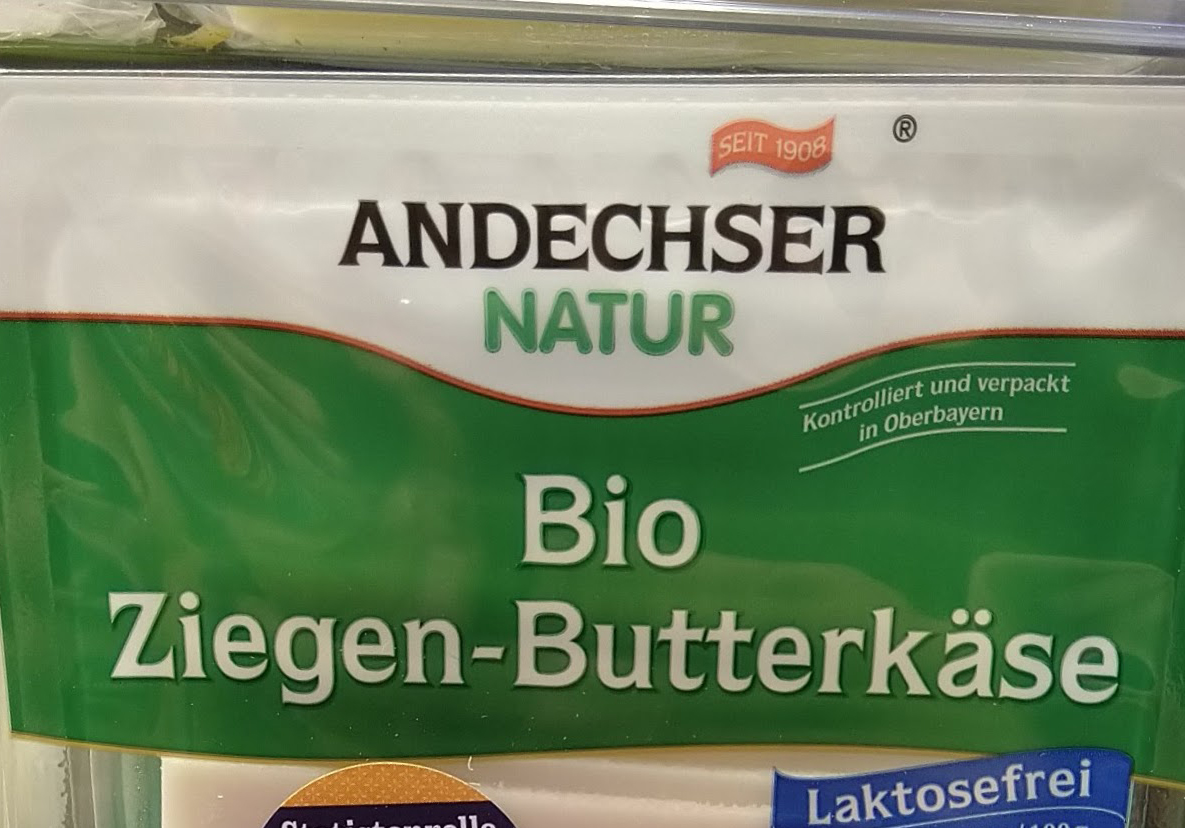 SEIT 1908
®
ANDECHSER
NATUR
Kontrolliert und verpackt
in Oberbayern
Bio
Ziegen-Butterkäse
Laktosefrei